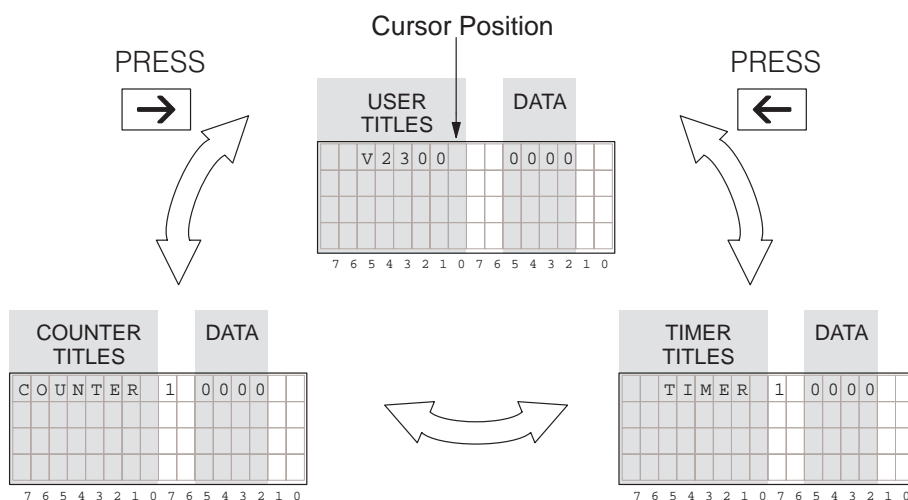 Cursor Position
PRESS
PRESS
USER TITLES
DATA
V2300 0000
7 6 5 4 3 2 1 0 7 6 5 4 3 2 1 0
COUNTER TITLES
DATA
COUNTER 1 0000
7 6 5 4 3 2 1 0 7 6 5 4 3 2 1 0
TIMER TITLES
DATA
TIMER 1 0000
7 6 5 4 3 2 1 0 7 6 5 4 3 2 1 0